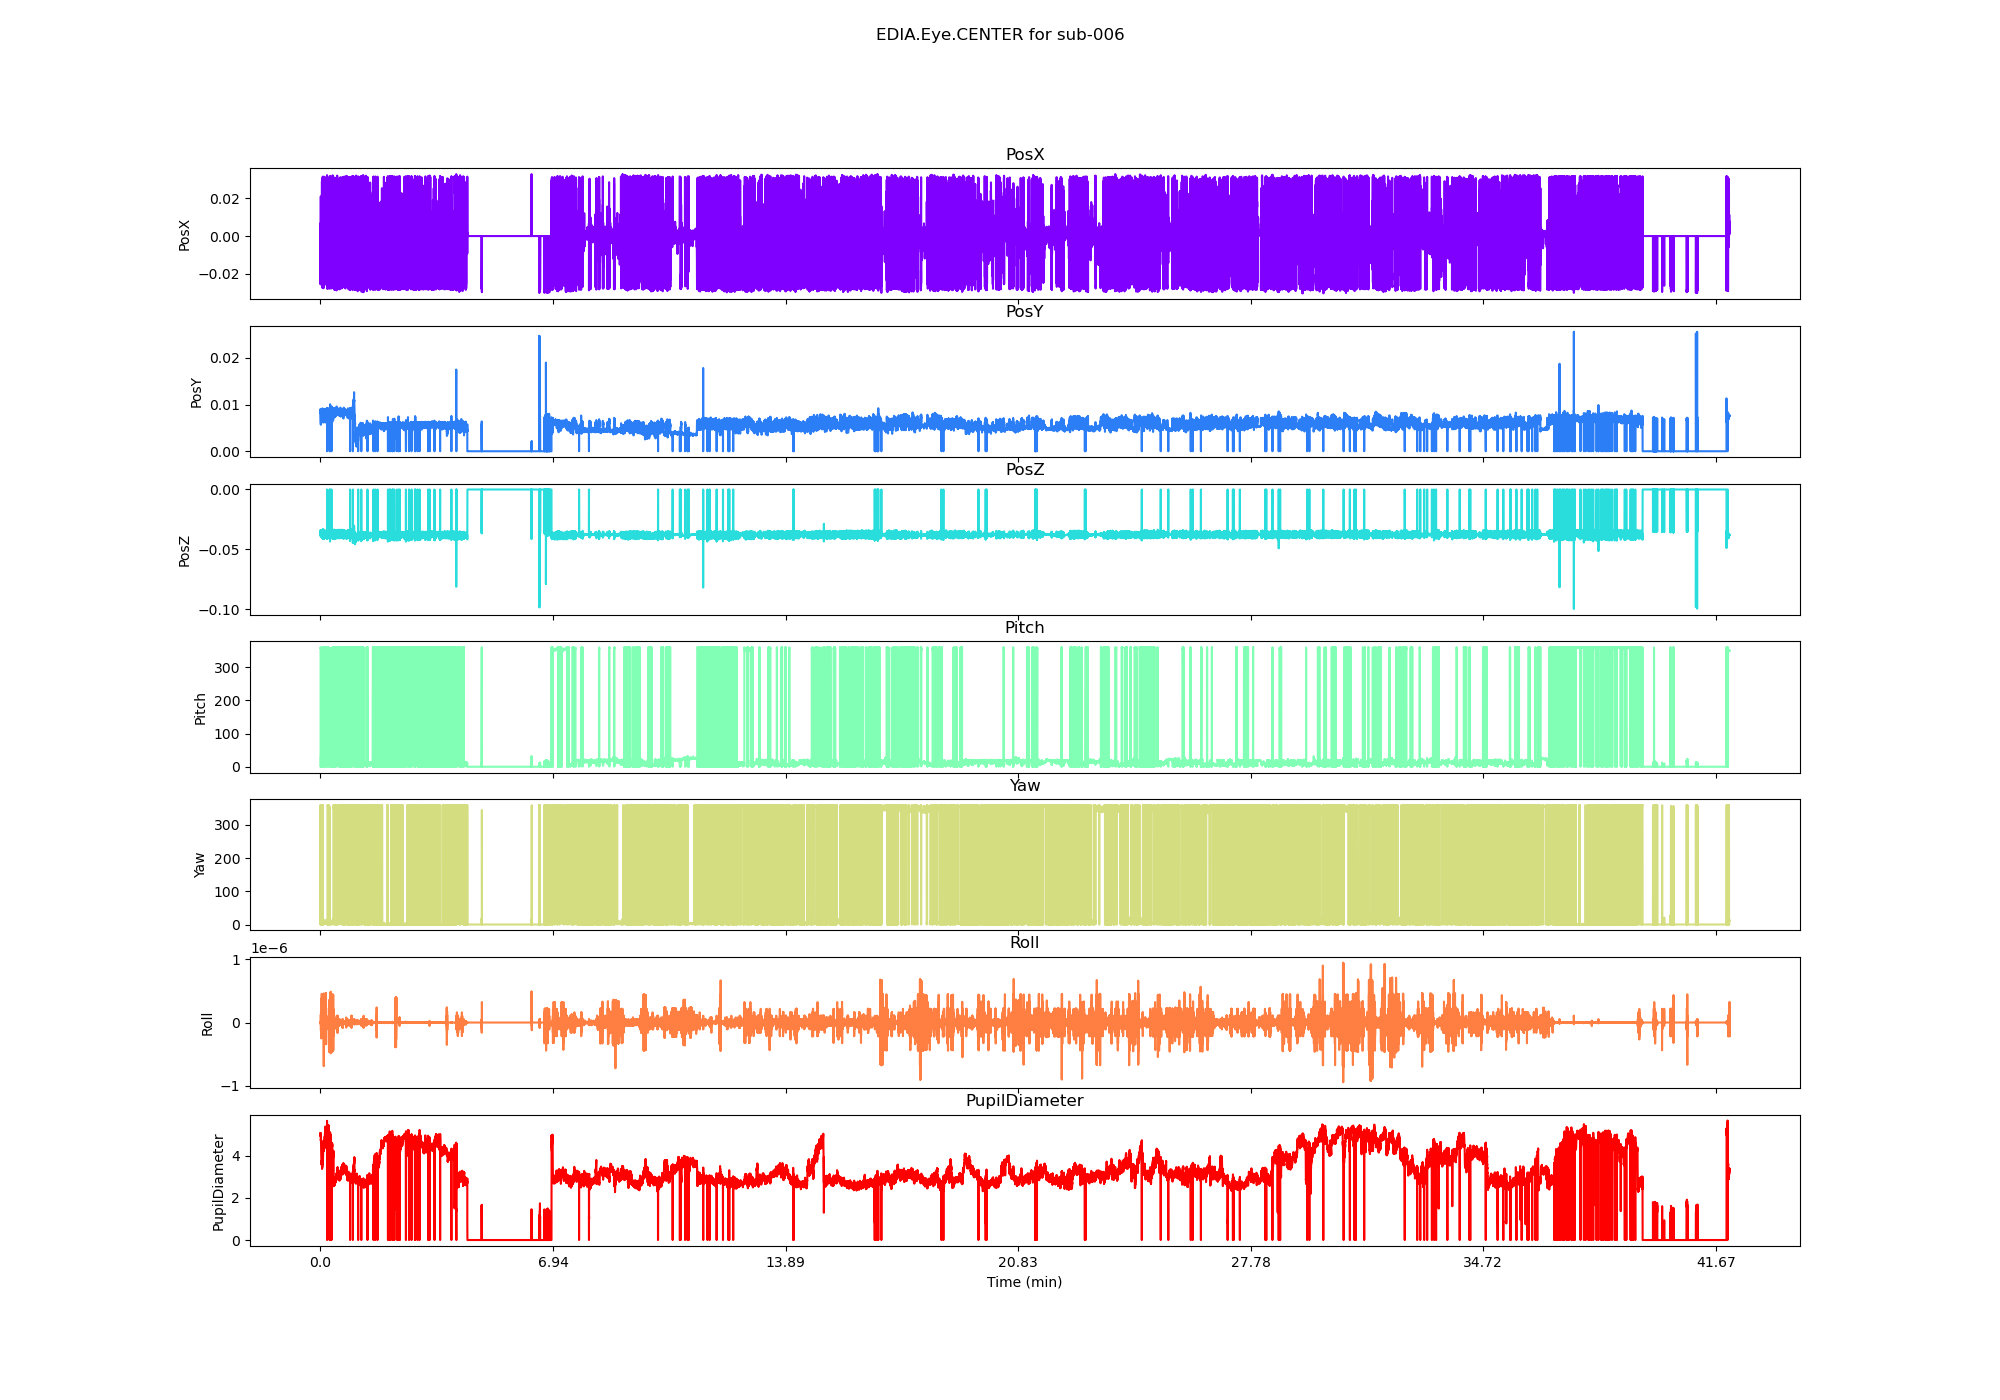 EDIA.Eye.CENTER for sub-006
PosX
PosX
0.02
0.00
−0.02
PosY
PosY
0.02
0.01
0.00
PosZ
PosZ
0.00
−0.05
−0.10
Pitch
Pitch
300
200
100
0
Yaw
Yaw
300
200
100
0
Roll
1e−6
Roll
1
0
−1
PupilDiameter
PupilDiameter
4
2
0
0.0 6.94 13.89 20.83 27.78 34.72 41.67
Time (min)